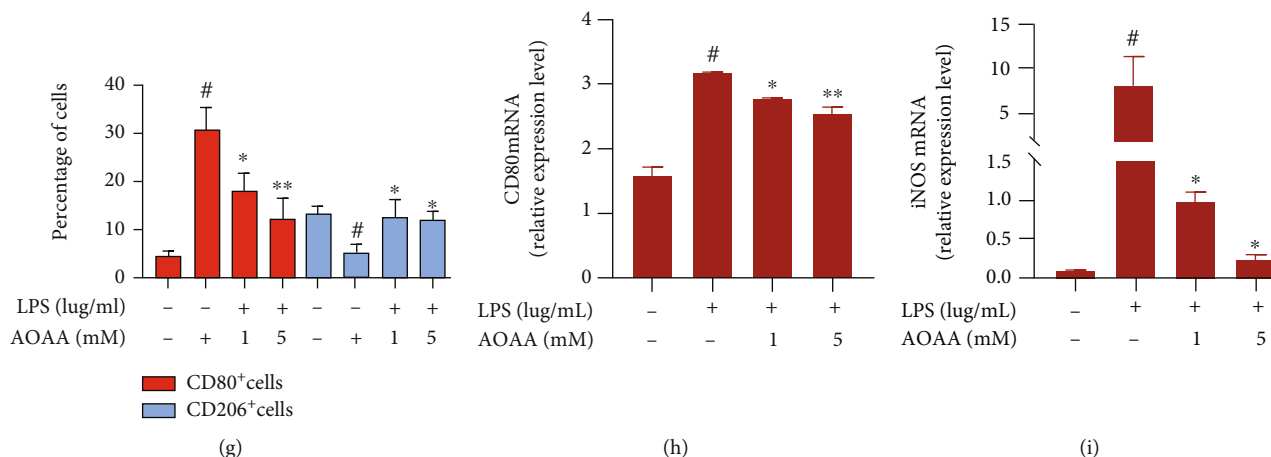 Percentage of cells
40
30
20
10
0
#
*
**
#
*
*
LPS (lug/ml) – – + + – – + +
AOAA (mM) – + 1 5 – + 1 5
CD80+cells
CD206+cells
(g)
CD80mRNA
(relative expression level)
4
3
2
1
0
#
*
**
LPS (lug/mL) – + + +
AOAA (mM) – – 1 5
(h)
iNOS mRNA
(relative expression level)
15
10
5
1.5
1.0
0.5
0.0
#
*
*
LPS (lug/mL) – + + +
AOAA (mM) – – 1 5
(i)